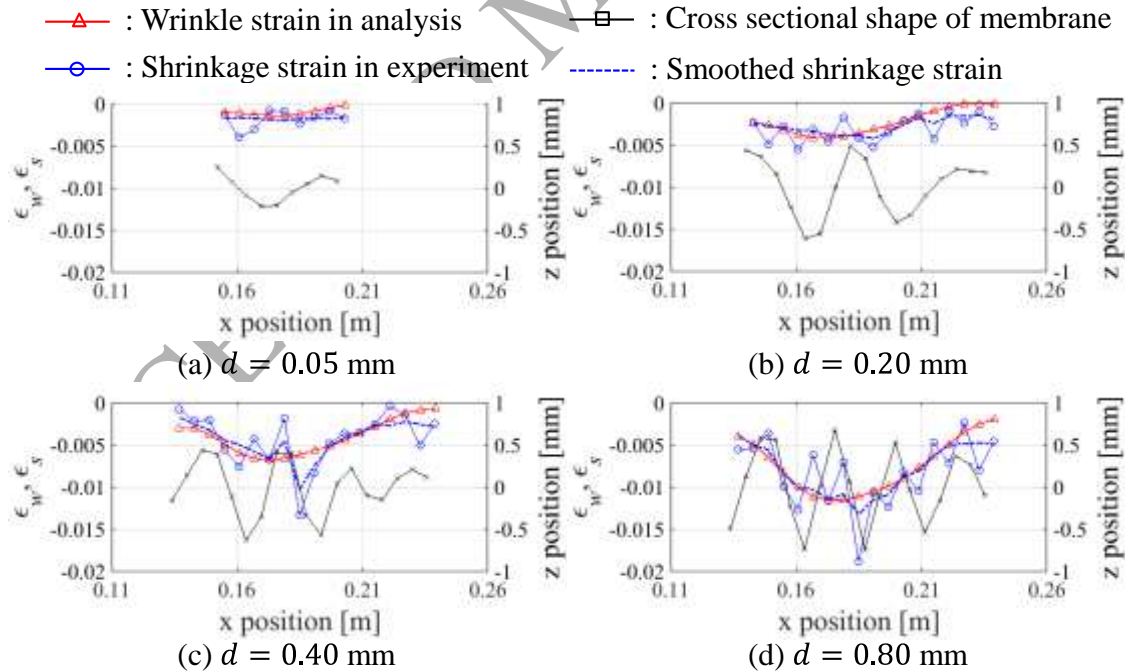 : Wrinkle strain in analysis
: Cross sectional shape of membrane
: Shrinkage strain in experiment
: Smoothed shrinkage strain
0
-0.005
-0.01
-0.015
-0.02
ϵw, ϵs
1
0.5
0
-0.5
-1
z position [mm]
0.11 0.16 0.21 0.26
x position [m]
(a) d = 0.05 mm
0
-0.005
-0.01
-0.015
-0.02
ϵw, ϵs
1
0.5
0
-0.5
-1
z position [mm]
0.11 0.16 0.21 0.26
x position [m]
(b) d = 0.20 mm
0
-0.005
-0.01
-0.015
-0.02
ϵw, ϵs
1
0.5
0
-0.5
-1
z position [mm]
0.11 0.16 0.21 0.26
x position [m]
(c) d = 0.40 mm
0
-0.005
-0.01
-0.015
-0.02
ϵw, ϵs
1
0.5
0
-0.5
-1
z position [mm]
0.11 0.16 0.21 0.26
x position [m]
(d) d = 0.80 mm